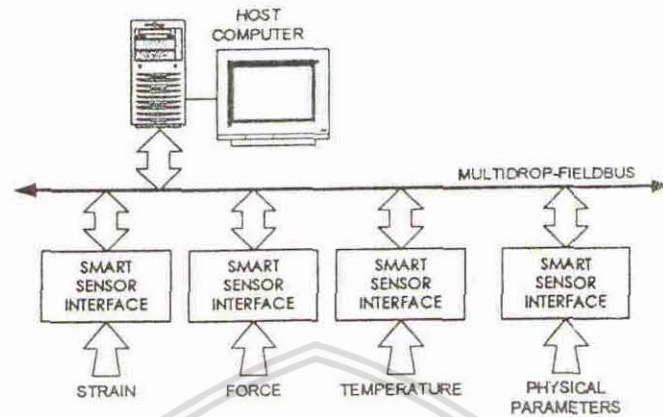 HOST
COMPUTER
MULTIDROP-FIELDBUS
SMART
SENSOR
INTERFACE
SMART
SENSOR
INTERFACE
SMART
SENSOR
INTERFACE
SMART
SENSOR
INTERFACE
STRAIN
FORCE
TEMPERATURE
PHYSICAL
PARAMETERS